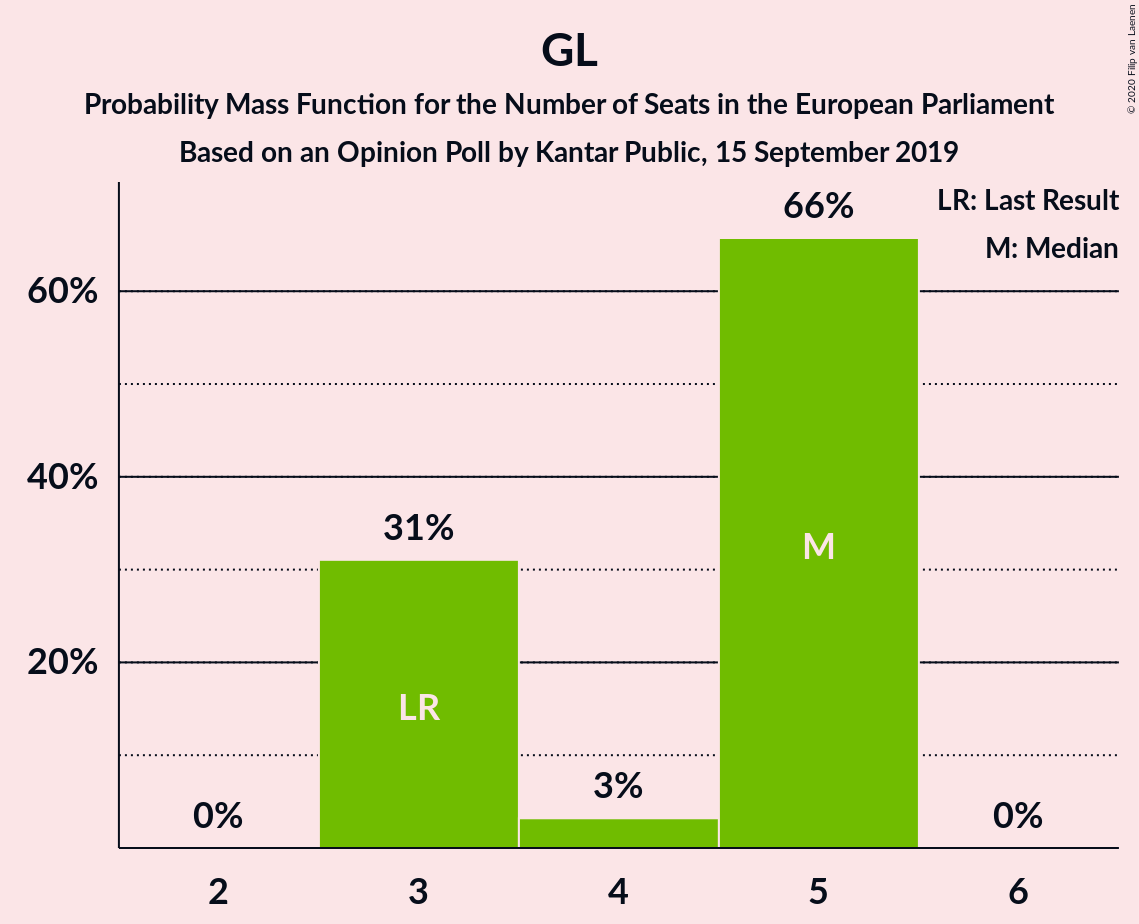 GL
Probability Mass Function for the Number of Seats in the European Parliament
Based on an Opinion Poll by Kantar Public, 15 September 2019
© 2020 Filip van Laenen
LR: Last Result
M: Median
66%
60%
40%
31%
M
20%
LR
3%
0%
0%
2 3 4 5 6